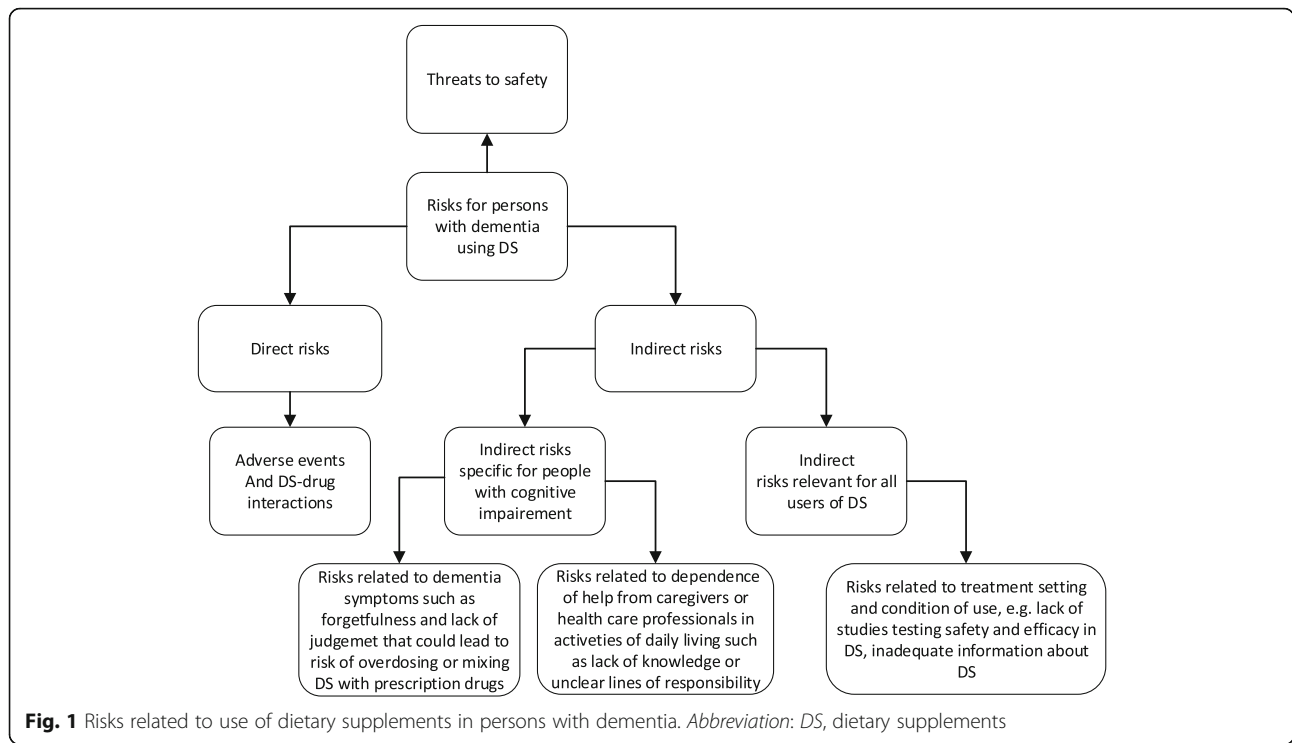 Threats to safety
Risks for persons
with dementia
using DS
Direct risks
Indirect risks
Adverse events
And DS-drug
interactions
Indirect risks
specific for people
with cognitive
impairement
Indirect
risks relevant for all
users of DS
Risks related to dementia
symptoms such as
forgetfulness and lack of
judgemet that could lead to
risk of overdosing or mixing
DS with prescription drugs
Risks related to dependence
of help from caregivers or
health care professionals in
activeties of daily living such
as lack of knowledge or
unclear lines of responsibility
Risks related to treatment setting
and condition of use, e.g. lack of
studies testing safety and efficacy in
DS, inadequate information about
DS
Fig. 1 Risks related to use of dietary supplements in persons with dementia. Abbreviation: DS, dietary supplements